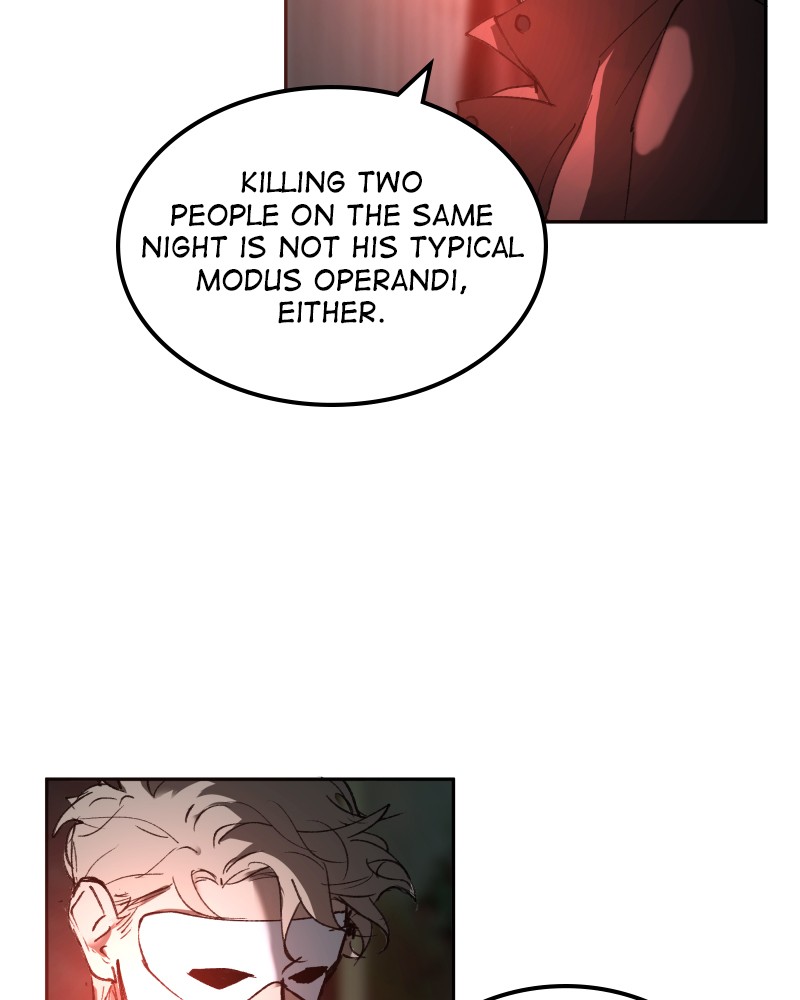 KILLING TWO
PEOPLE ON THE SAME
NIGHT IS NOT HIS TYPICAL
MODUS OPERANDI,
EITHER.